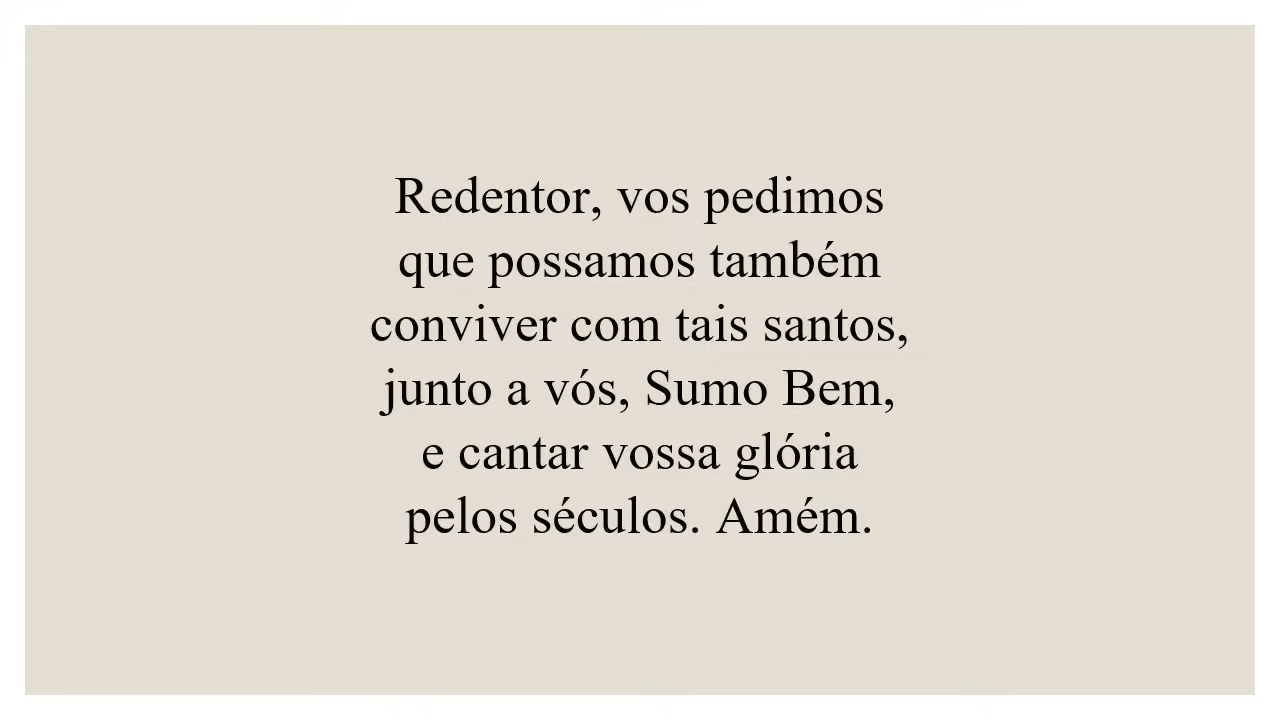 Redentor, vos pedimos
que possamos também
conviver com tais santos,
junto a vós, Sumo Bem,
e cantar vossa glória
pelos séculos. Amém.